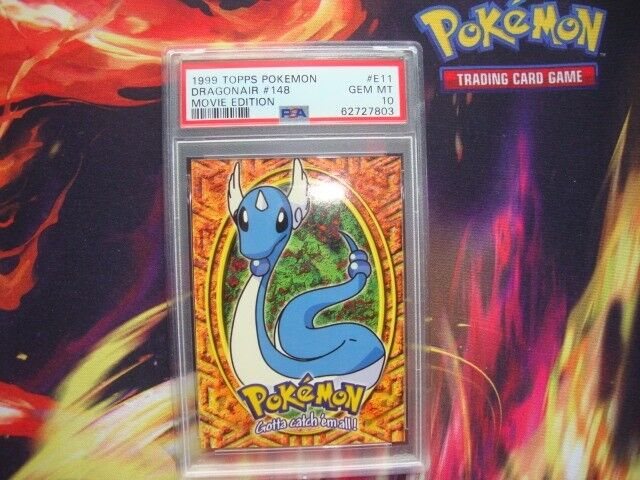 POKÉMON
TRADING CARD GAME
1999 TOPPS POKEMON #E11
DRAGONAIR #148 GEM MT
MOVIE EDITION 10
PSA 62727803
POKÉMON
Gotta catch 'em all!